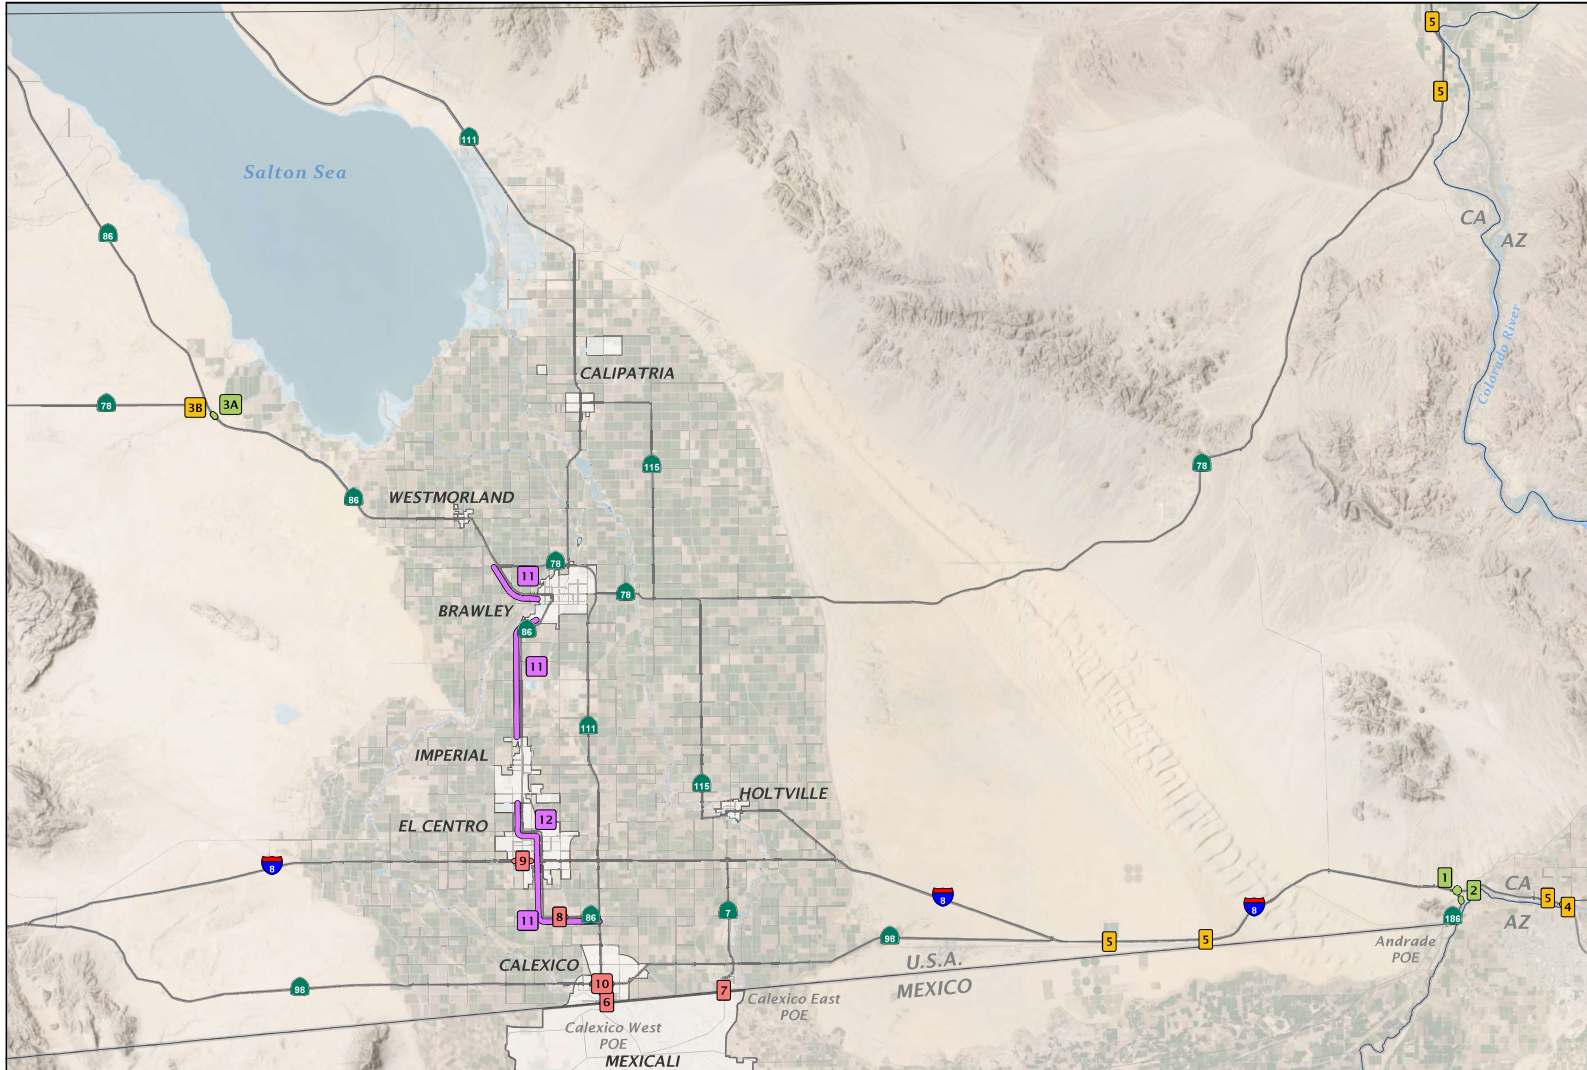 5
5
111
Salton Sea
CA
AZ
86
Colorado River
CALIPATRIA
78
3B
3A
115
78
86
WESTMORLAND
78
11
78
BRAWLEY
86
11
111
IMPERIAL
115
HOLTVILLE
12
EL CENTRO
9
8
8
8
1
2
CA
5
4
11
8
86
7
186
AZ
98
5
5
Andrade
POE
U.S.A.
MEXICO
CALEXICO
98
10
6
7
Calexico East
POE
Calexico West
POE
MEXICALI